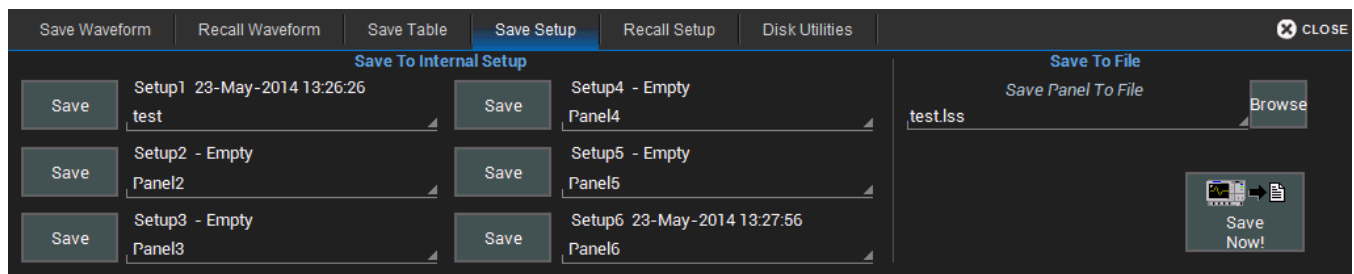 Save Waveform
Recall Waveform
Save Table
Save Setup
Recall Setup
Disk Utilities
CLOSE
Save To Internal Setup
Save
Setup1 23-May-2014 13:26:26
test
Save
Setup2 - Empty
Panel2
Save
Setup3 - Empty
Panel3
Save
Setup4 - Empty
Panel4
Save
Setup5 - Empty
Panel5
Save
Setup6 23-May-2014 13:27:56
Panel6
Save To File
Save Panel To File
test.lss
Browse
Save
Now!